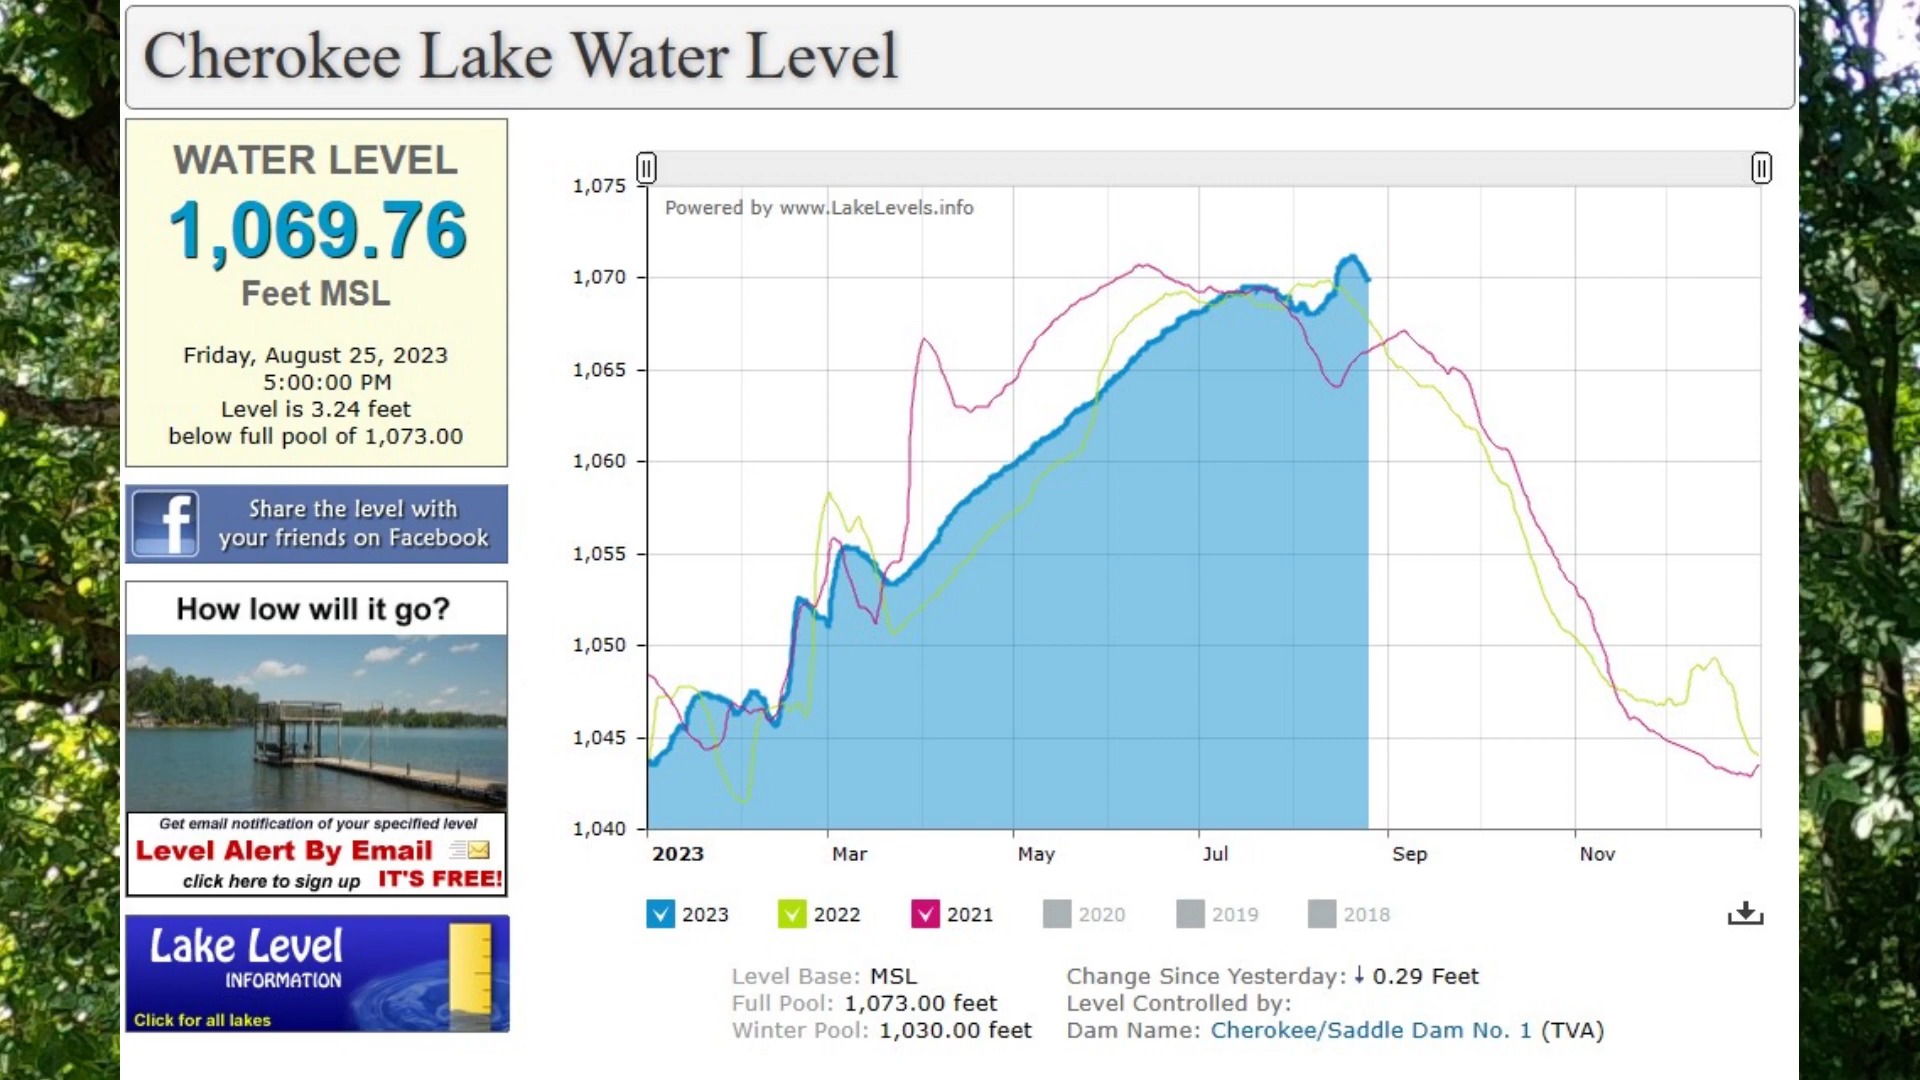 Cherokee Lake Water Level
WATER LEVEL
1,069.76
Feet MSL
Friday, August 25, 2023
5:00:00 PM
Level is 3.24 feet
below full pool of 1,073.00
f
Share the level with
your friends on Facebook
How low will it go?
Get email notification of your specified level
Level Alert By Email
click here to sign up IT'S FREE!
Lake Level
INFORMATION
Click for all lakes
Powered by www.LakeLevels.info
1,075
1,070
1,065
1,060
1,055
1,050
1,045
1,040
2023 Mar May Jul Sep Nov
2023 2022 2021 2020 2019 2018
Level Base: MSL
Full Pool: 1,073.00 feet
Winter Pool: 1,030.00 feet
Change Since Yesterday: ↓ 0.29 Feet
Level Controlled by:
Dam Name: Cherokee/Saddle Dam No. 1 (TVA)